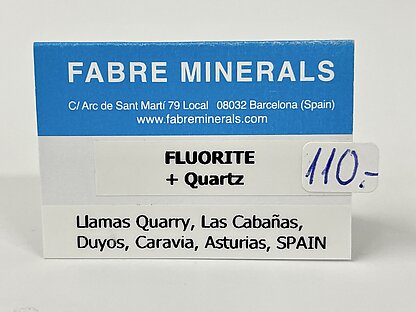 FABRE MINERALS
C/ Arc de Sant Martí 79 Local 08032 Barcelona (Spain)
www.fabreminerals.com
FLUORITE
+ Quartz
110.-
Llamas Quarry, Las Cabañas,
Duyos, Caravia, Asturias, SPAIN